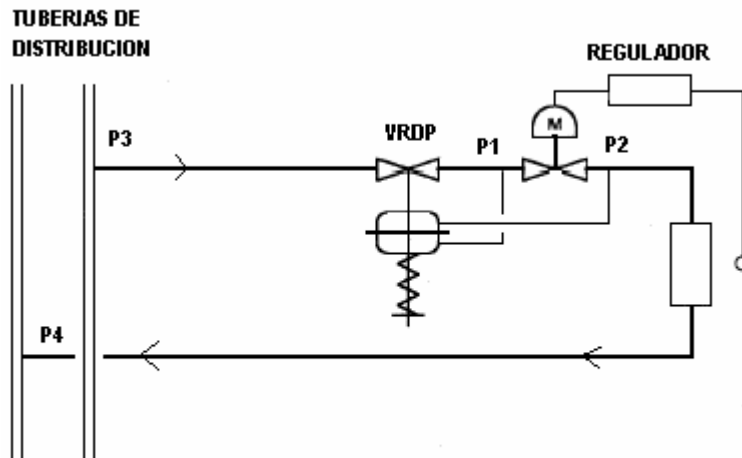 TUBERIAS DE
DISTRIBUCION
REGULADOR
M
P3
VRDP
P1
P2
P4